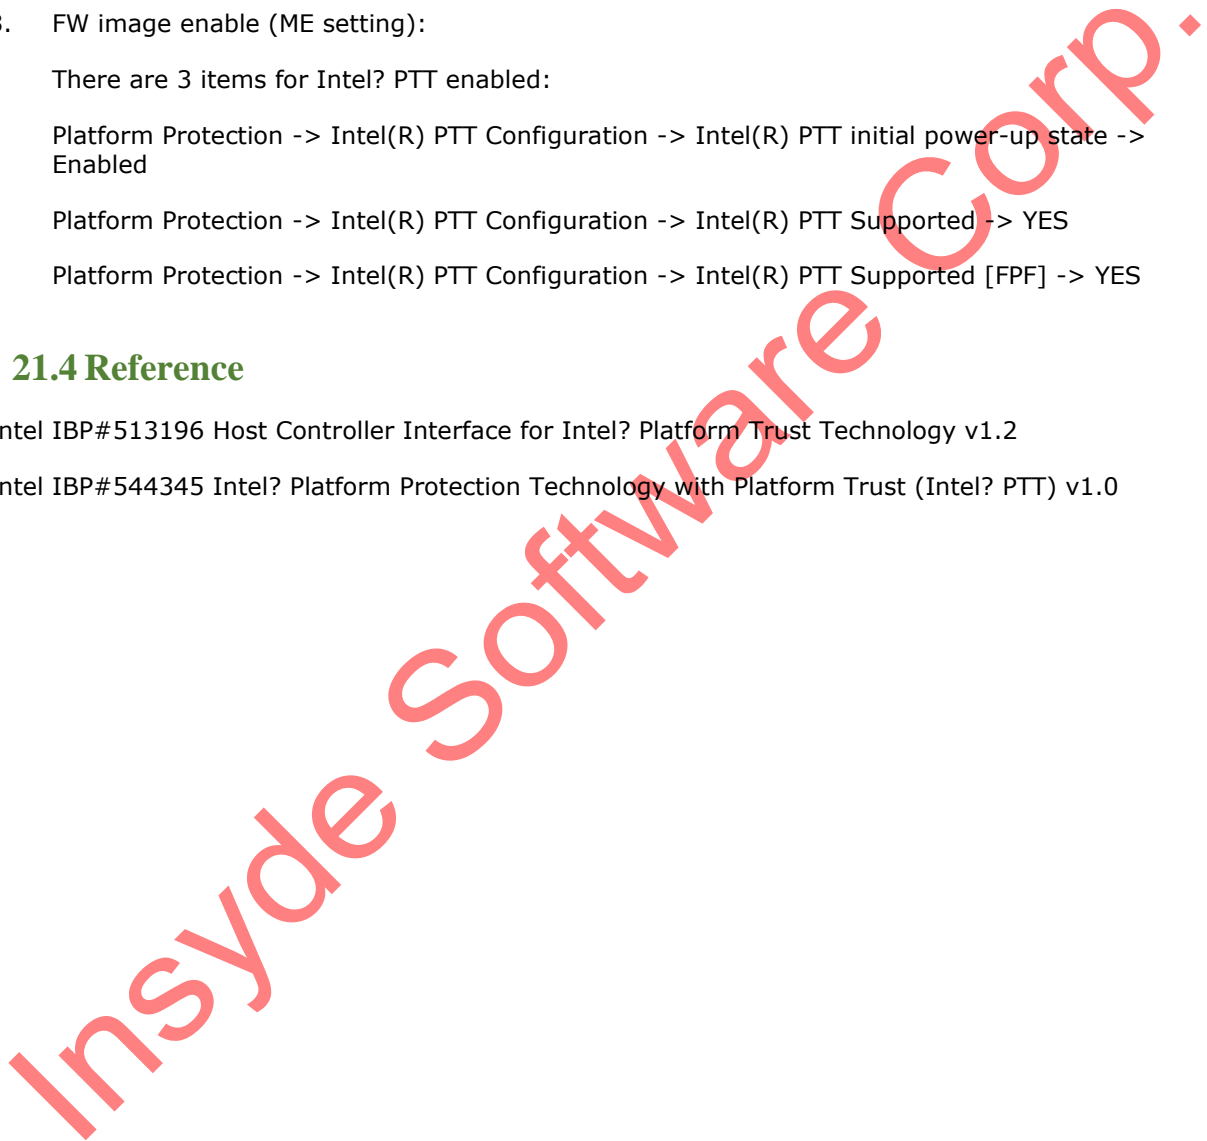 3. FW image enable (ME setting):
There are 3 items for Intel? PTT enabled:
Platform Protection -> Intel(R) PTT Configuration -> Intel(R) PTT initial power-up state ->
Enabled
Platform Protection -> Intel(R) PTT Configuration -> Intel(R) PTT Supported -> YES
Platform Protection -> Intel(R) PTT Configuration -> Intel(R) PTT Supported [FPF] -> YES
21.4 Reference
ntel IBP#513196 Host Controller Interface for Intel? Platform Trust Technology v1.2
ntel IBP#544345 Intel? Platform Protection Technology with Platform Trust (Intel? PTT) v1.0
Insyde Software Corp.